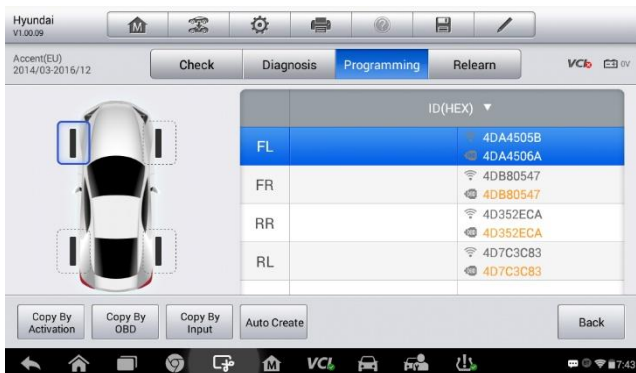 Hyundai
V1.00.09
M
Accent(EU)
2014/03-2016/12
Check
Diagnosis
Programming
Relearn
VCI
0V
ID(HEX) ▼
FL
4DA4505B
4DA4506A
FR
4DB80547
4DB80547
RR
4D352ECA
4D352ECA
RL
4D7C3C83
4D7C3C83
Copy By
Activation
Copy By
OBD
Copy By
Input
Auto Create
Back
M
VCI
7:43